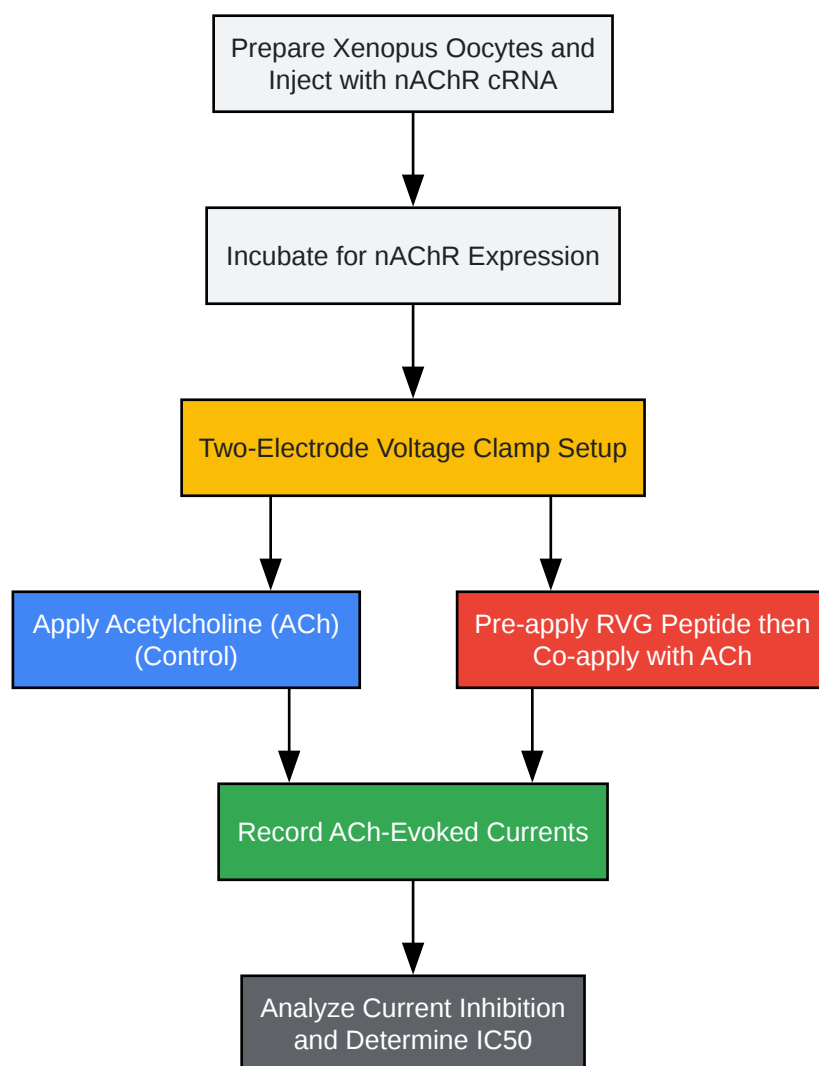 Prepare Xenopus Oocytes and
Inject with nAChR cRNA
Incubate for nAChR Expression
Two-Electrode Voltage Clamp Setup
Apply Acetylcholine (ACh)
(Control)
Pre-apply RVG Peptide then
Co-apply with ACh
Record ACh-Evoked Currents
Analyze Current Inhibition
and Determine IC50